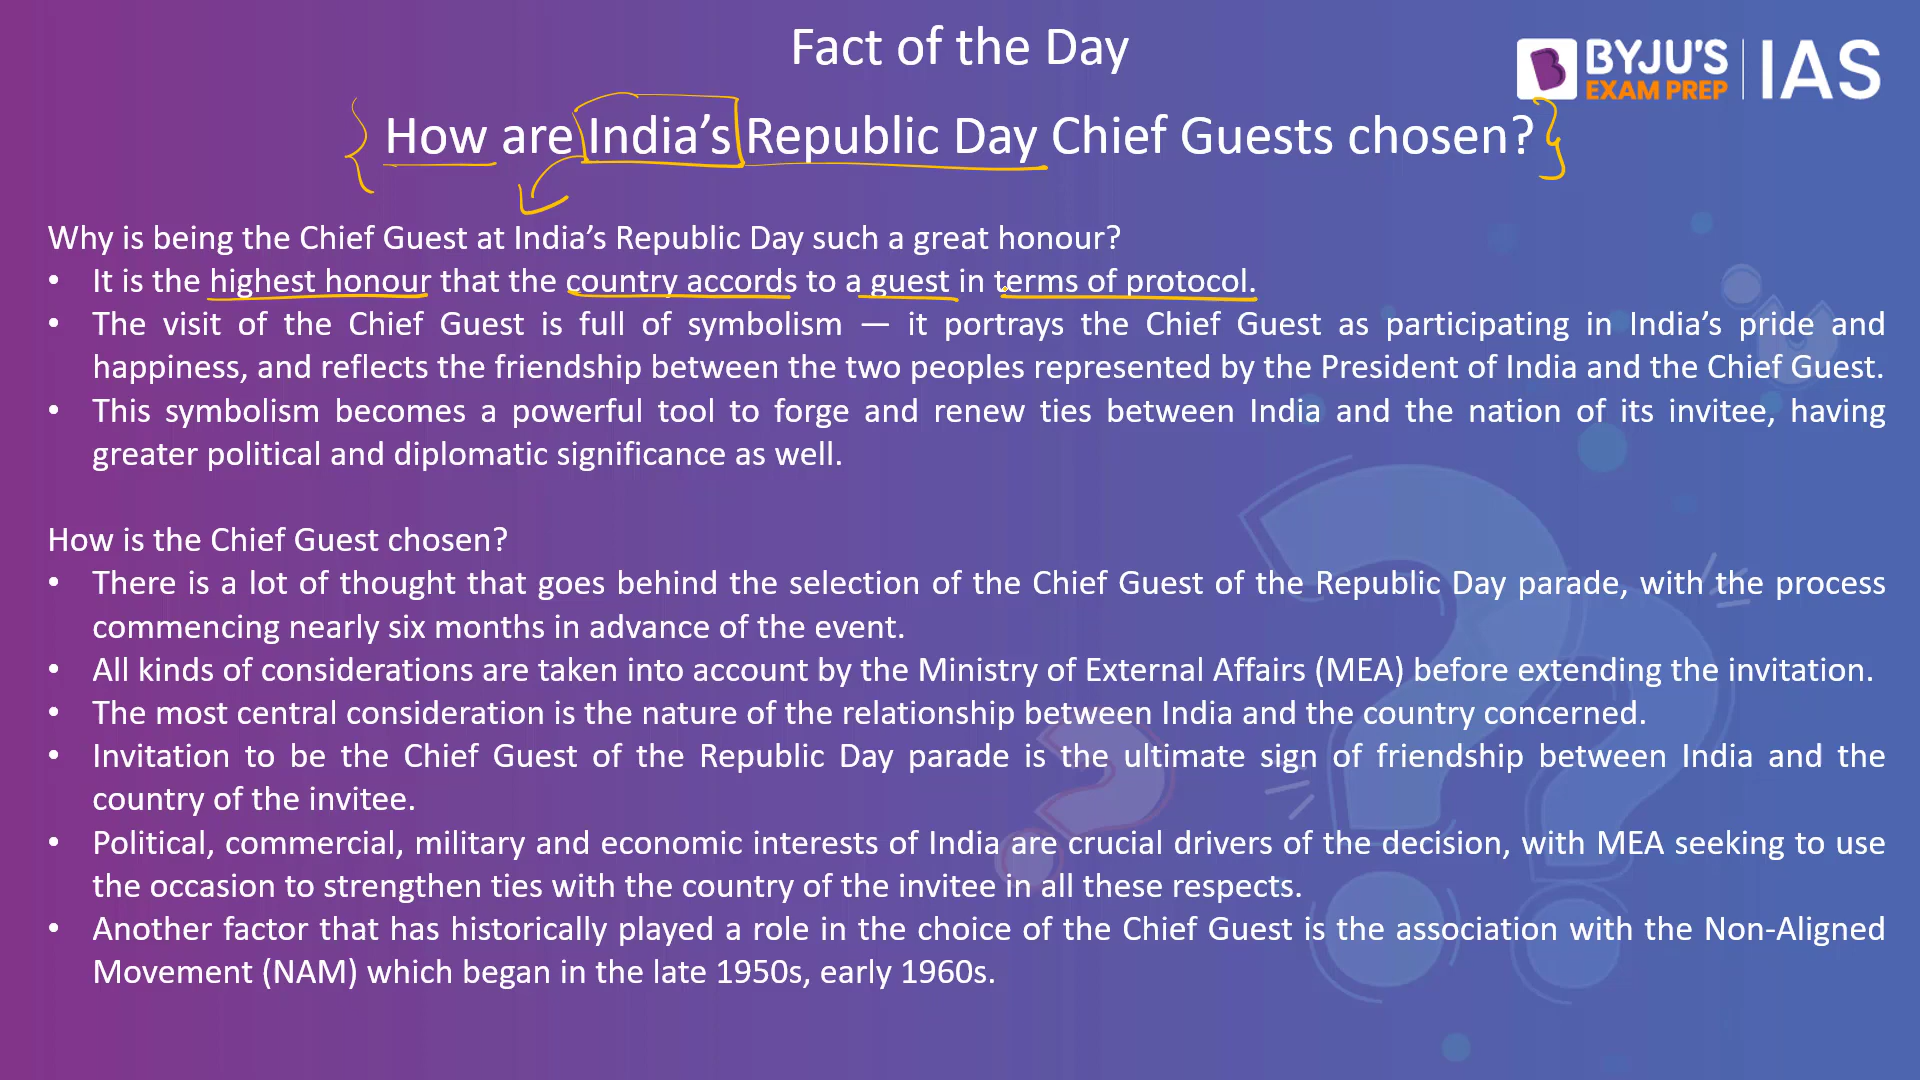 Fact of the Day
BYJU'S
EXAM PREP
IAS
How are India's Republic Day Chief Guests chosen?
Why is being the Chief Guest at India's Republic Day such a great honour?
• It is the highest honour that the country accords to a guest in terms of protocol.
• The visit of the Chief Guest is full of symbolism — it portrays the Chief Guest as participating in India's pride and
happiness, and reflects the friendship between the two peoples represented by the President of India and the Chief Guest.
• This symbolism becomes a powerful tool to forge and renew ties between India and the nation of its invitee, having
greater political and diplomatic significance as well.
How is the Chief Guest chosen?
• There is a lot of thought that goes behind the selection of the Chief Guest of the Republic Day parade, with the process
commencing nearly six months in advance of the event.
• All kinds of considerations are taken into account by the Ministry of External Affairs (MEA) before extending the invitation.
• The most central consideration is the nature of the relationship between India and the country concerned.
• Invitation to be the Chief Guest of the Republic Day parade is the ultimate sign of friendship between India and the
country of the invitee.
• Political, commercial, military and economic interests of India are crucial drivers of the decision, with MEA seeking to use
the occasion to strengthen ties with the country of the invitee in all these respects.
• Another factor that has historically played a role in the choice of the Chief Guest is the association with the Non-Aligned
Movement (NAM) which began in the late 1950s, early 1960s.